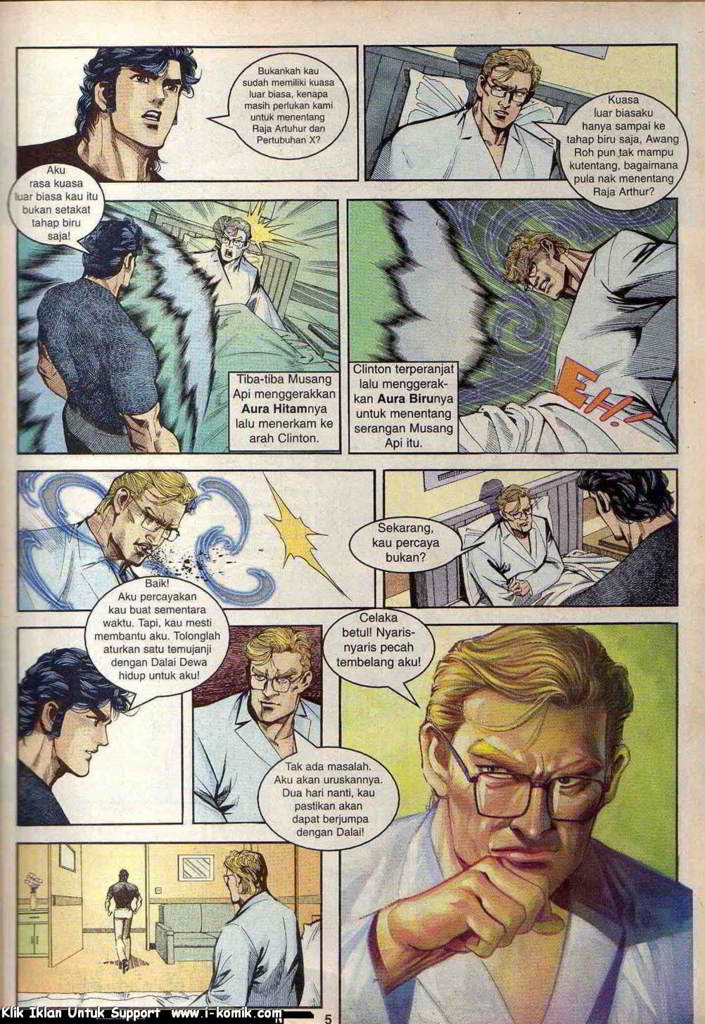 Bukankah kau
sudah memiliki kuasa
luar biasa, kenapa
masih perlukan kami
untuk menentang
Raja Artuhur dan
Pertubuhan X?
Kuasa
luar biasaku
hanya sampai ke
tahap biru saja, Awang
Roh pun tak mampu
kutentang, bagaimana
pula nak menentang
Raja Arthur?
Aku
rasa kuasa
luar biasa kau itu
bukan setakat
tahap biru
saja!
Tiba-tiba Musang
Api menggerakkan
Aura Hitamnya
lalu menerkam ke
arah Clinton.
Clinton terperanjat
lalu menggerak-
kan Aura Birunya
untuk menentang
serangan Musang
Api itu.
EH!
Sekarang,
kau percaya
bukan?
Baik!
Aku percayakan
kau buat sementara
waktu. Tapi, kau mesti
membantu aku. Tolonglah
aturkan satu temujanji
dengan Dalai Dewa
hidup untuk aku!
Celaka
betul! Nyaris-
nyaris pecah
tembelang aku!
Tak ada masalah.
Aku akan uruskannya.
Dua hari nanti, kau
pastikan akan
dapat berjumpa
dengan Dalai!
Klik Iklan Untuk Support www.i-komik.com
5